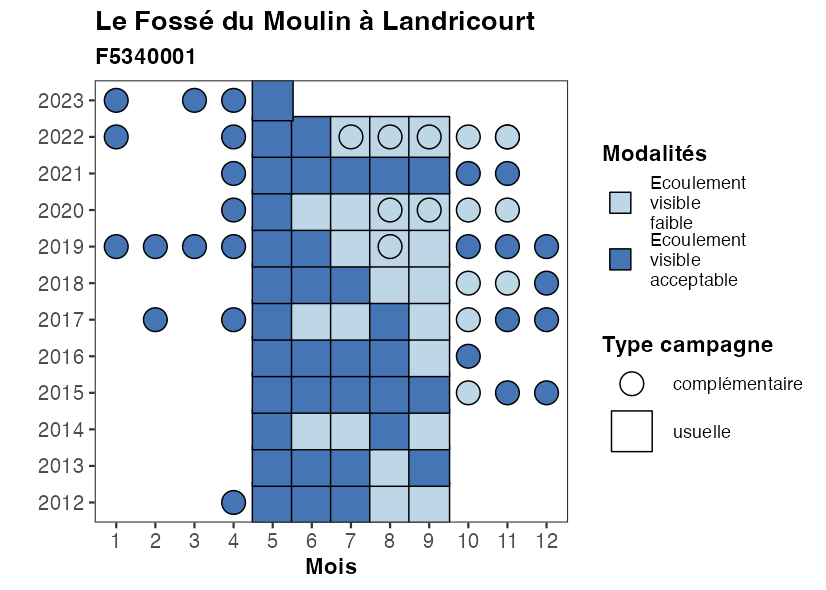 Le Fossé du Moulin à Landricourt
F5340001
2023
2022
2021
2020
2019
2018
2017
2016
2015
2014
2013
2012
1 2 3 4 5 6 7 8 9 10 11 12
Mois
Modalités
Ecoulement
visible
faible
Ecoulement
visible
acceptable
Type campagne
complémentaire
usuelle